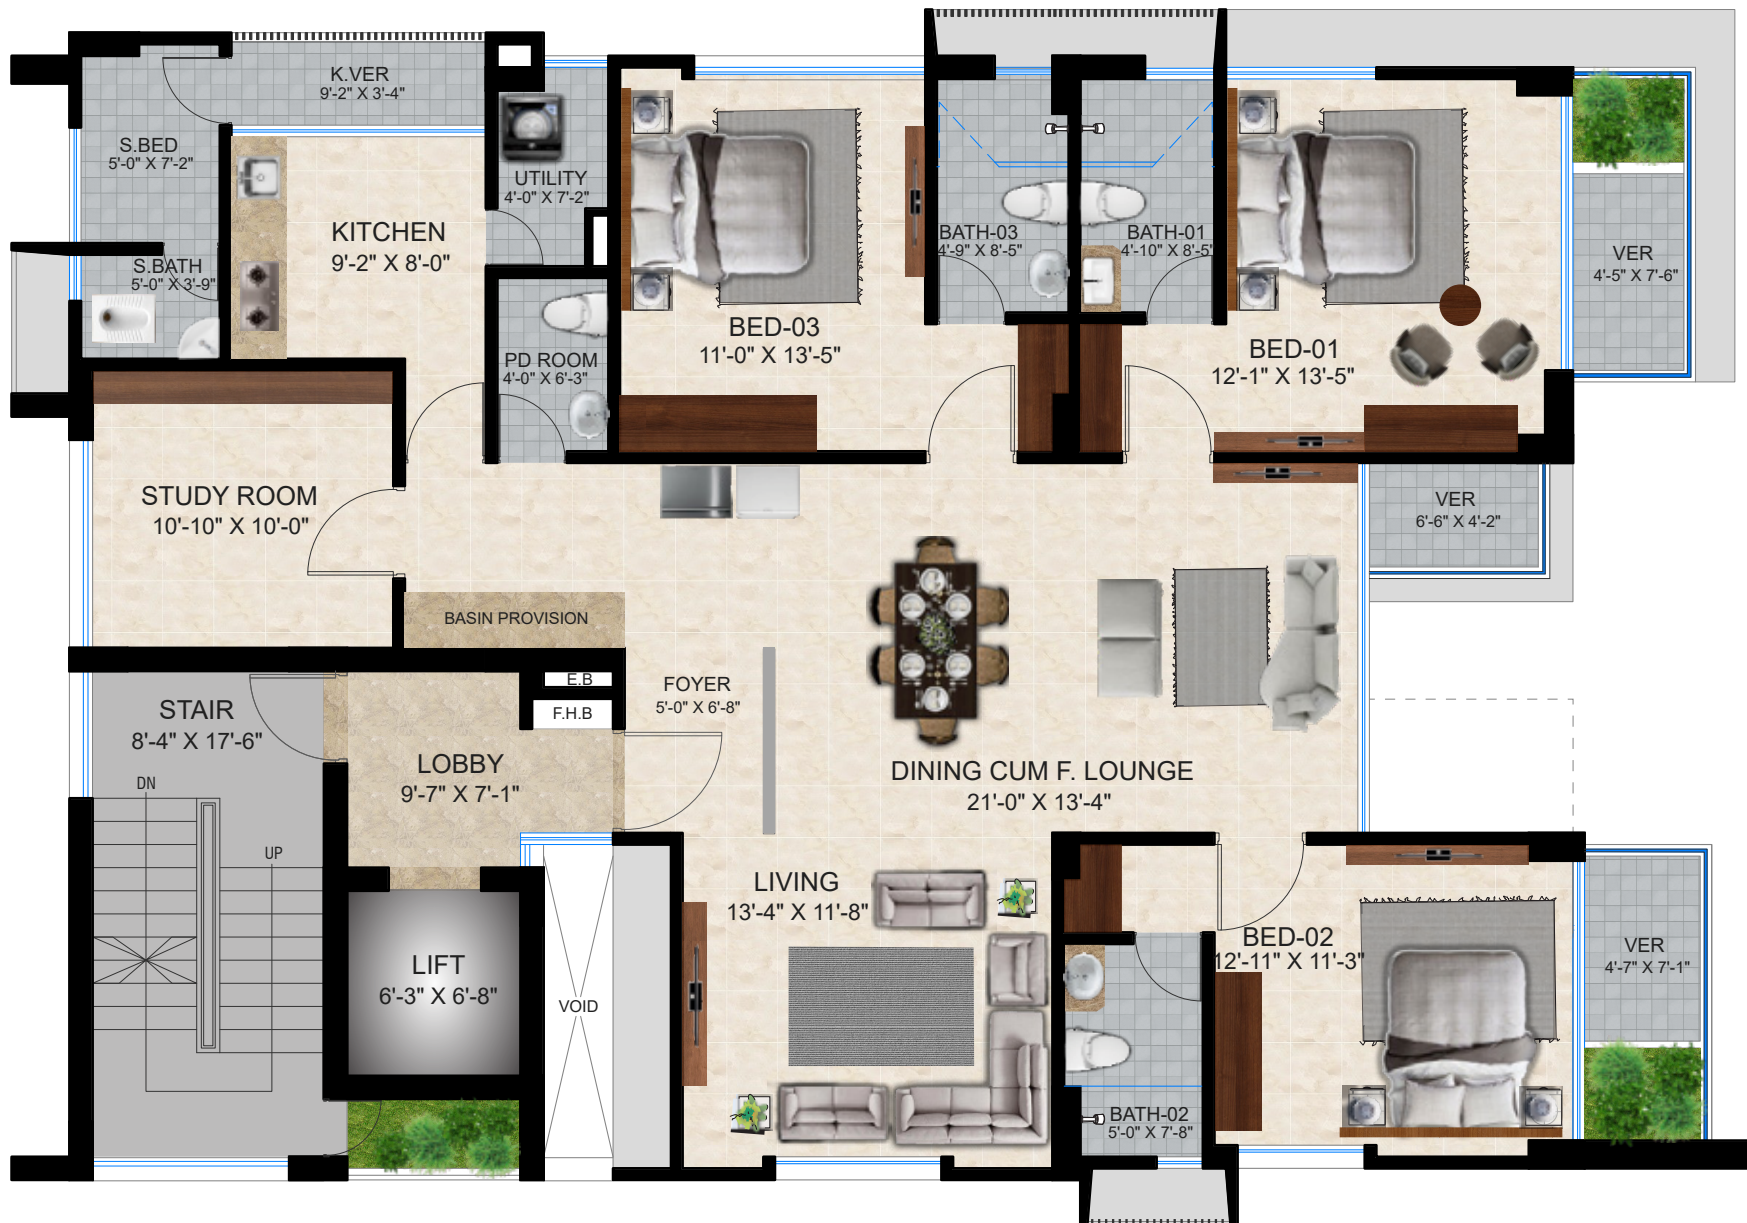 K.VER
9'-2" X 3'-4"
S.BED
5'-0" X 7'-2"
UTILITY
4'-0" X 7'-2"
KITCHEN
9'-2" X 8'-0"
BATH-03
4'-9" X 8'-5"
BATH-01
4'-10" X 8'-5"
VER
4'-5" X 7'-6"
S.BATH
5'-0" X 3'-9"
BED-03
11'-0" X 13'-5"
BED-01
12'-1" X 13'-5"
PD ROOM
4'-0" X 6'-3"
STUDY ROOM
10'-10" X 10'-0"
VER
6'-6" X 4'-2"
BASIN PROVISION
E.B
F.H.B
FOYER
5'-0" X 6'-8"
STAIR
8'-4" X 17'-6"
LOBBY
9'-7" X 7'-1"
DINING CUM F. LOUNGE
21'-0" X 13'-4"
DN
UP
LIVING
13'-4" X 11'-8"
BED-02
12'-11" X 11'-3"
VER
4'-7" X 7'-1"
LIFT
6'-3" X 6'-8"
VOID
BATH-02
5'-0" X 7'-8"